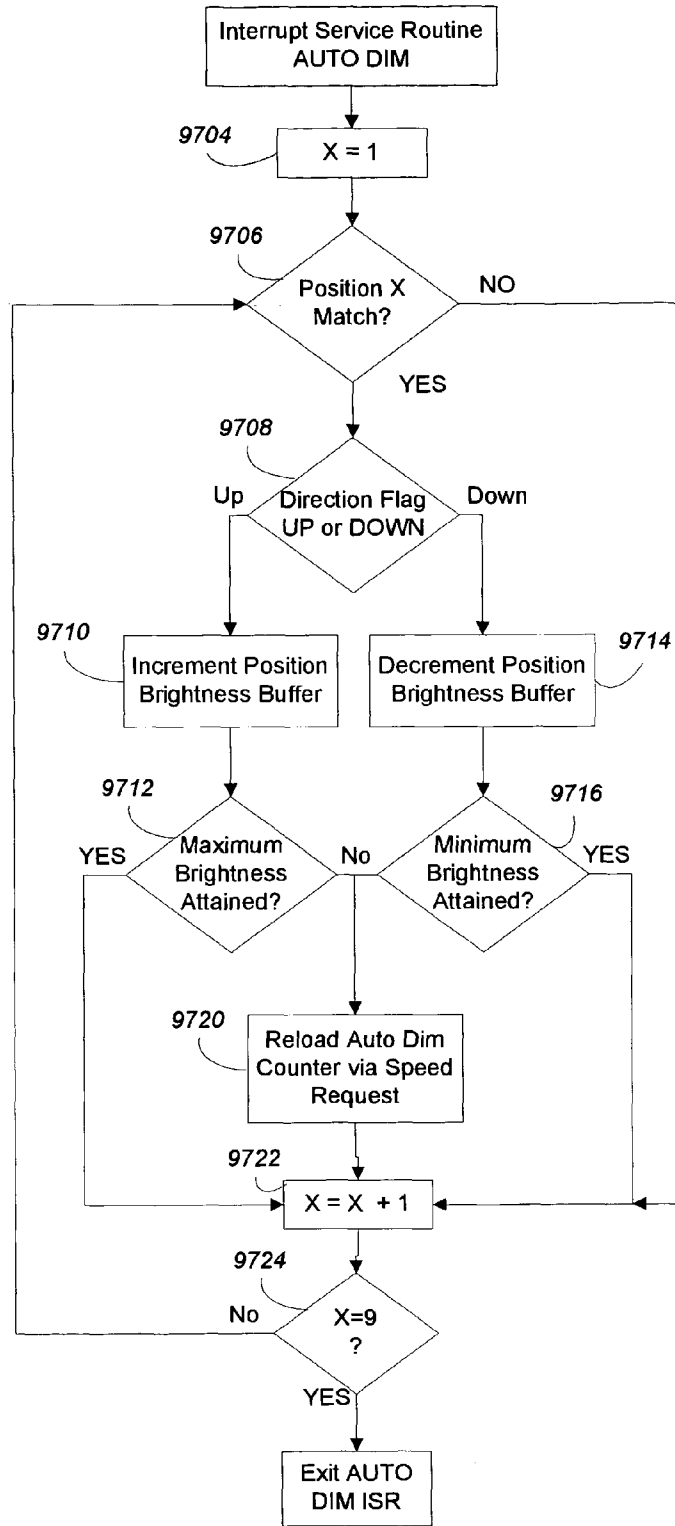 Interrupt Service Routine
AUTO DIM
9704
X = 1
9706
Position X
Match?
NO
YES
9708
Up
Direction Flag
UP or DOWN
Down
9710
Increment Position
Brightness Buffer
Decrement Position
Brightness Buffer
9714
9712
YES
Maximum
Brightness
Attained?
No
9716
Minimum
Brightness
Attained?
YES
9720
Reload Auto Dim
Counter via Speed
Request
9722
X = X + 1
9724
No
X=9
?
YES
Exit AUTO
DIM ISR